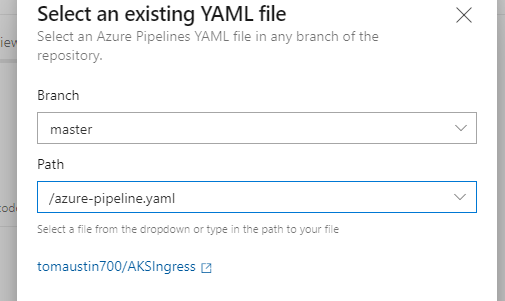 Select an existing YAML file
Select an Azure Pipelines YAML file in any branch of the
repository.
Branch
master
Path
/azure-pipeline.yaml
Select a file from the dropdown or type in the path to your file
tomaustin700/AKSIngress